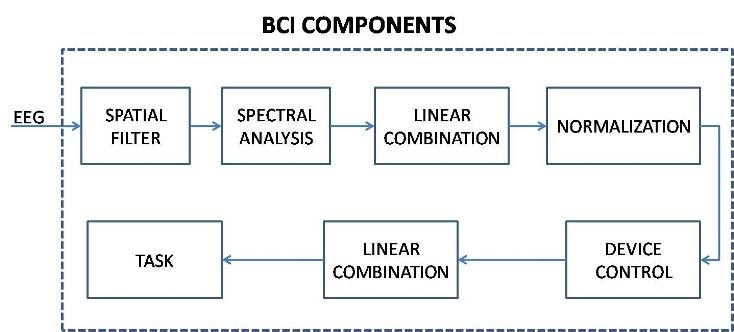 BCI COMPONENTS
EEG
SPATIAL
FILTER
SPECTRAL
ANALYSIS
LINEAR
COMBINATION
NORMALIZATION
TASK
LINEAR
COMBINATION
DEVICE
CONTROL